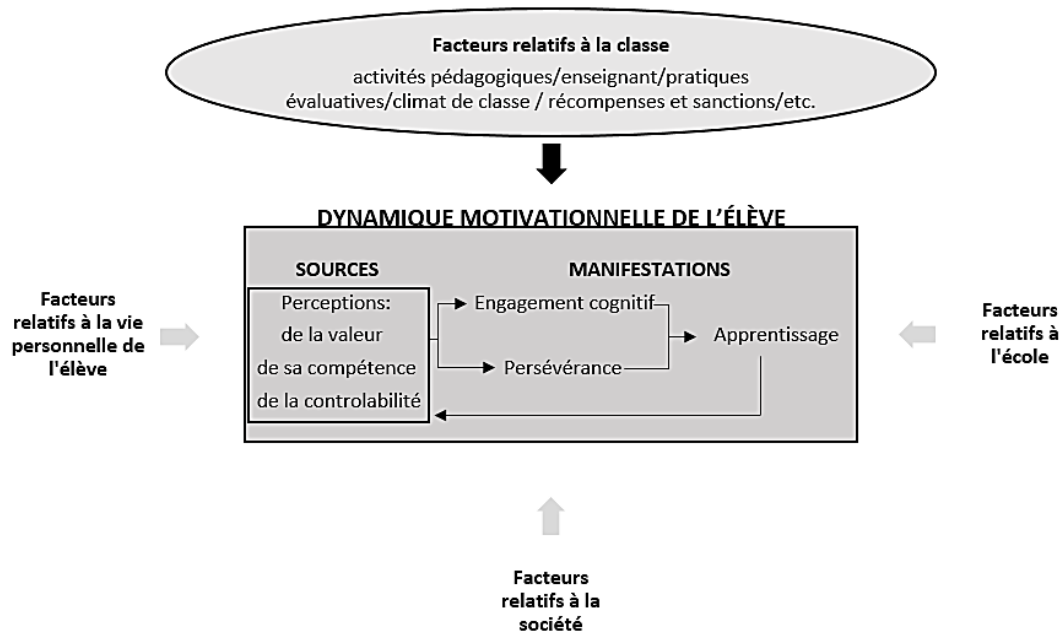 Facteurs relatifs à la classe
activités pédagogiques/enseignant/pratiques
évaluatives/climat de classe / récompenses et sanctions/etc.
DYNAMIQUE MOTIVATIONNELLE DE L'ÉLÈVE
SOURCES
MANIFESTATIONS
Perceptions:
de la valeur
de sa compétence
de la controlabilité
Engagement cognitif
Persévérance
Apprentissage
Facteurs
relatifs à la vie
personnelle de
l'élève
Facteurs
relatifs à
l'école
Facteurs
relatifs à la
société